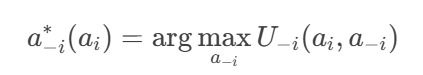 a^*_{-i}(a_i) = \arg\max_{a_{-i}} U_{-i}(a_i, a_{-i})